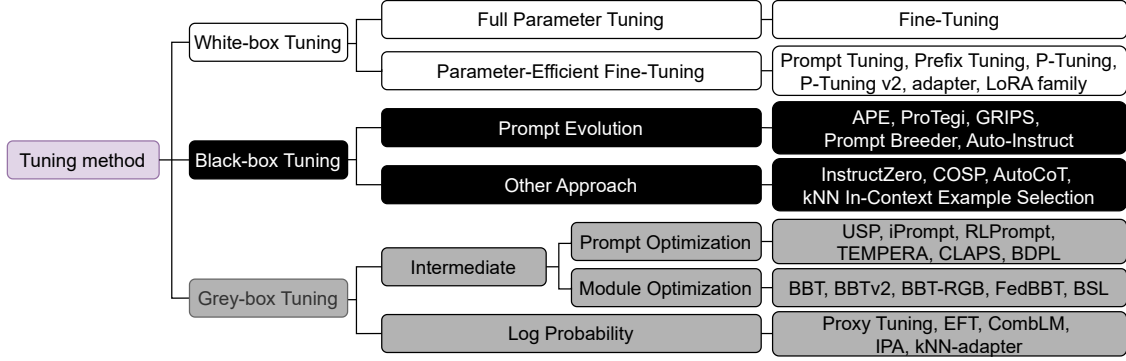 Tuning method
White-box Tuning
Full Parameter Tuning
Fine-Tuning
Parameter-Efficient Fine-Tuning
Prompt Tuning, Prefix Tuning, P-Tuning,
P-Tuning v2, adapter, LoRA family
Black-box Tuning
Prompt Evolution
APE, ProTegi, GRIPS,
Prompt Breeder, Auto-Instruct
Other Approach
InstructZero, COSP, AutoCoT,
kNN In-Context Example Selection
Grey-box Tuning
Intermediate
Prompt Optimization
USP, iPrompt, RLPrompt,
TEMPERA, CLAPS, BDPL
Module Optimization
BBT, BBTv2, BBT-RGB, FedBBT, BSL
Log Probability
Proxy Tuning, EFT, CombLM,
IPA, kNN-adapter